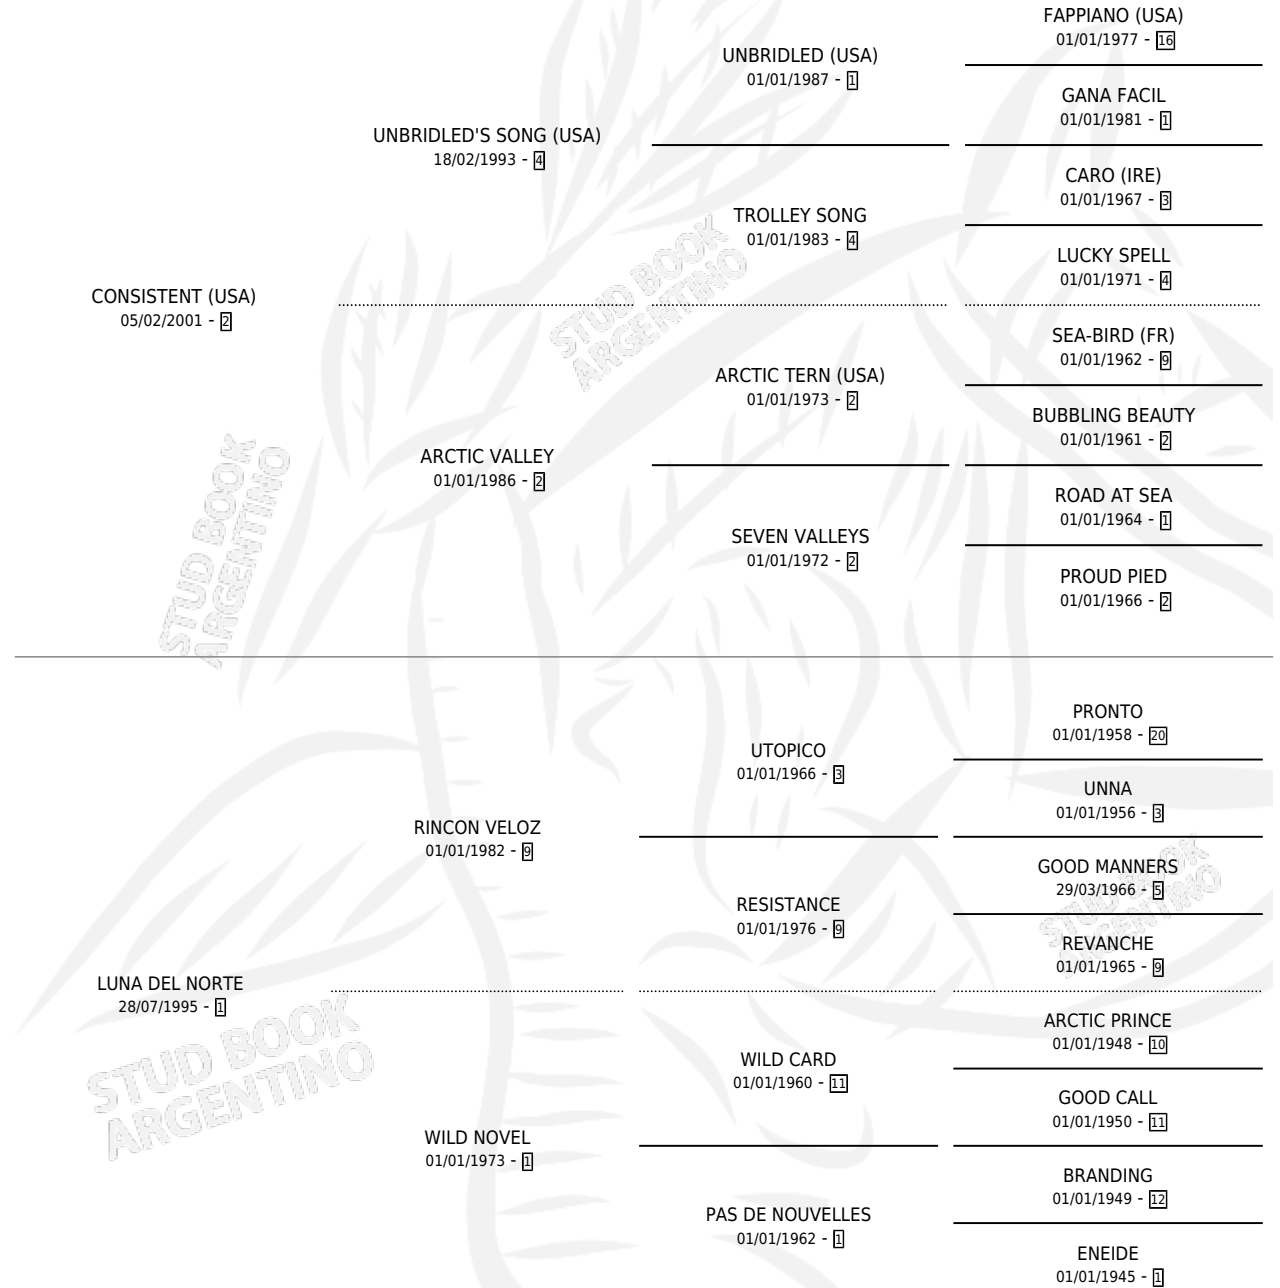 FAPPIANO (USA)
01/01/1977 - 16
UNBRIDLED (USA)
01/01/1987 - 1
GANA FACIL
01/01/1981 - 1
UNBRIDLED'S SONG (USA)
18/02/1993 - 4
CARO (IRE)
01/01/1967 - 3
TROLLEY SONG
01/01/1983 - 4
LUCKY SPELL
01/01/1971 - 4
CONSISTENT (USA)
05/02/2001 - 2
STUD BOOK
ARGENTINO
SEA-BIRD (FR)
01/01/1962 - 9
ARCTIC TERN (USA)
01/01/1973 - 2
BUBBLING BEAUTY
01/01/1961 - 2
ARCTIC VALLEY
01/01/1986 - 2
ROAD AT SEA
01/01/1964 - 1
SEVEN VALLEYS
01/01/1972 - 2
PROUD PIED
01/01/1966 - 2
STUD BOOK
ARGENTINO
PRONTO
01/01/1958 - 20
UTOPICO
01/01/1966 - 3
UNNA
01/01/1956 - 3
RINCON VELOZ
01/01/1982 - 9
GOOD MANNERS
29/03/1966 - 5
RESISTANCE
01/01/1976 - 9
STUD BOOK
ARGENTINO
REVANCHE
01/01/1965 - 9
LUNA DEL NORTE
28/07/1995 - 1
ARCTIC PRINCE
01/01/1948 - 10
WILD CARD
01/01/1960 - 11
GOOD CALL
01/01/1950 - 11
STUD BOOK
ARGENTINO
WILD NOVEL
01/01/1973 - 1
BRANDING
01/01/1949 - 12
PAS DE NOUVELLES
01/01/1962 - 1
ENEIDE
01/01/1945 - 1